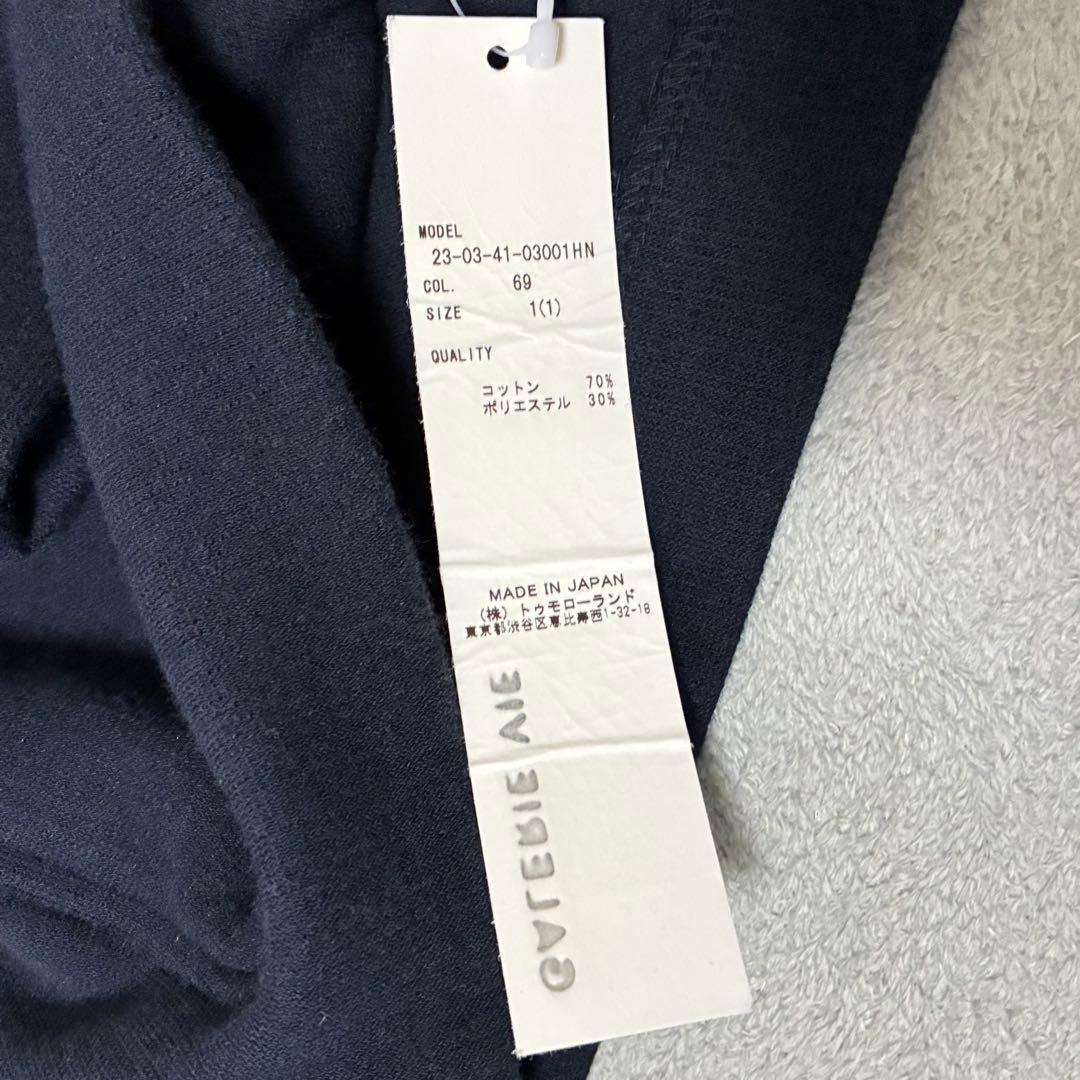 MODEL
23-03-41-03001HN
COL. 69
SIZE 1(1)
QUALITY
コットン 70%
ポリエステル 30%
MADE IN JAPAN
(株) トゥモローランド
東京都渋谷区恵比寿西1-32-18
GALERIE VIE